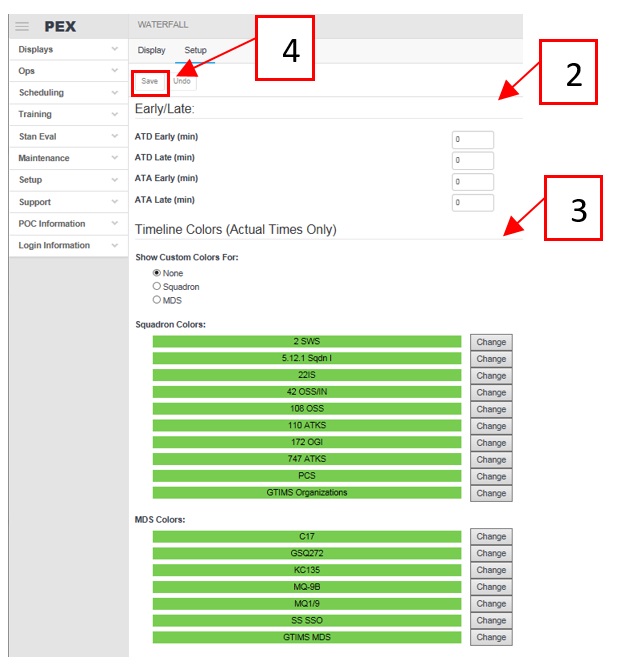 PEX
WATERFALL
Displays
Ops
Scheduling
Training
Stan Eval
Maintenance
Setup
Support
POC Information
Login Information
Display Setup
Save Undo
4
2
Early/Late:
ATD Early (min) 0
ATD Late (min) 0
ATA Early (min) 0
ATA Late (min) 0
3
Timeline Colors (Actual Times Only)
Show Custom Colors For:
None
Squadron
MDS
Squadron Colors:
2 SWS Change
5.12.1 Sqdn I Change
22IS Change
42 OSS/IN Change
108 OSS Change
110 ATKS Change
172 OGI Change
747 ATKS Change
PCS Change
GTIMS Organizations Change
MDS Colors:
C17 Change
GSQ272 Change
KC135 Change
MQ-9B Change
MQ1/9 Change
SS SSO Change
GTIMS MDS Change